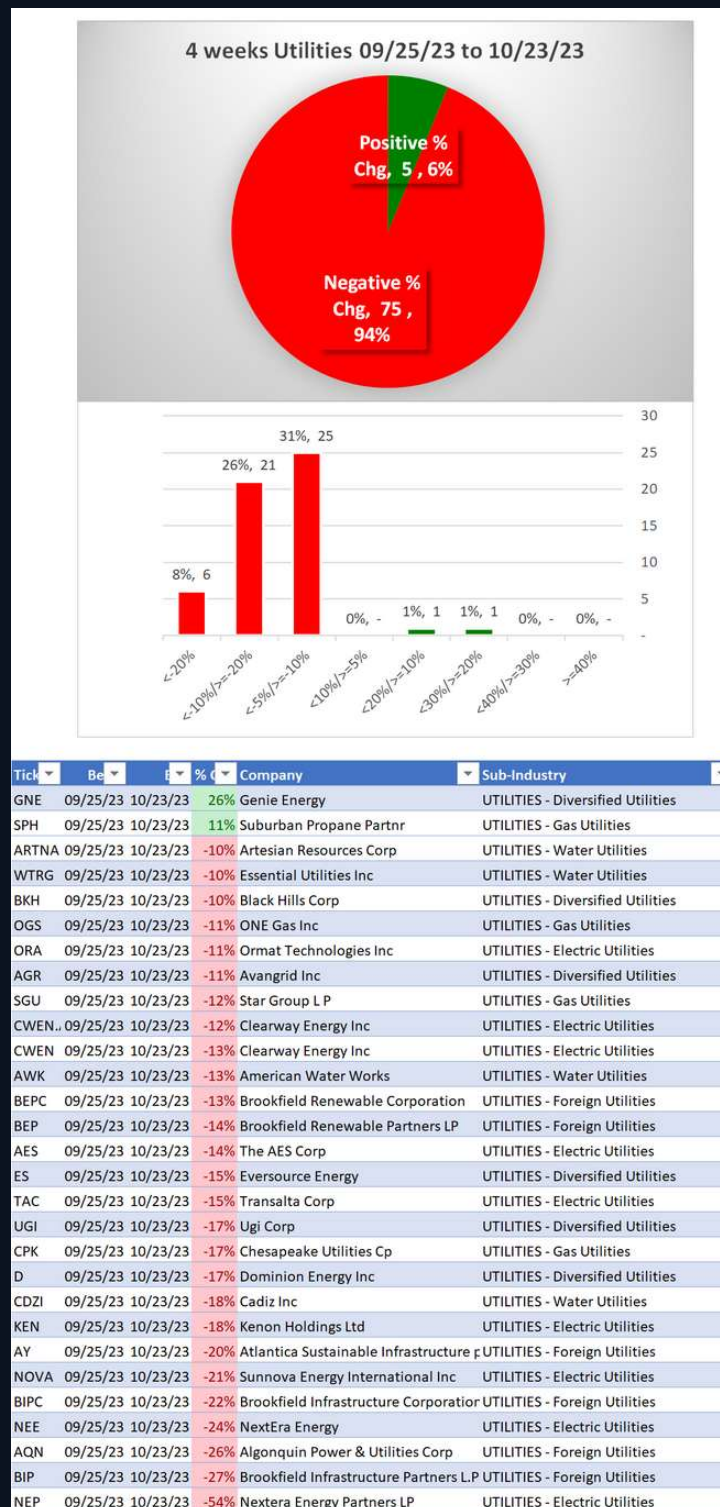 4 weeks Utilities 09/25/23 to 10/23/23
Positive %
Chg, 5 , 6%
Negative %
Chg, 75 ,
94%
30
25
20
15
10
5
-
8%, 6
26%, 21
31%, 25
0%, -
1%, 1
1%, 1
0%, -
0%, -
<-20%
<-10%/>=-20%
<-5%/>=-10%
<10%/>=5%
<20%/>=10%
<30%/>=20%
<40%/>=30%
>=40%
Tick Be E % C Company Sub-Industry
GNE 09/25/23 10/23/23 26% Genie Energy UTILITIES - Diversified Utilities
SPH 09/25/23 10/23/23 11% Suburban Propane Partnr UTILITIES - Gas Utilities
ARTNA 09/25/23 10/23/23 -10% Artesian Resources Corp UTILITIES - Water Utilities
WTRG 09/25/23 10/23/23 -10% Essential Utilities Inc UTILITIES - Water Utilities
BKH 09/25/23 10/23/23 -10% Black Hills Corp UTILITIES - Diversified Utilities
OGS 09/25/23 10/23/23 -11% ONE Gas Inc UTILITIES - Gas Utilities
ORA 09/25/23 10/23/23 -11% Ormat Technologies Inc UTILITIES - Electric Utilities
AGR 09/25/23 10/23/23 -11% Avangrid Inc UTILITIES - Diversified Utilities
SGU 09/25/23 10/23/23 -12% Star Group L P UTILITIES - Gas Utilities
CWEN. 09/25/23 10/23/23 -12% Clearway Energy Inc UTILITIES - Electric Utilities
CWEN 09/25/23 10/23/23 -13% Clearway Energy Inc UTILITIES - Electric Utilities
AWK 09/25/23 10/23/23 -13% American Water Works UTILITIES - Water Utilities
BEPC 09/25/23 10/23/23 -13% Brookfield Renewable Corporation UTILITIES - Foreign Utilities
BEP 09/25/23 10/23/23 -14% Brookfield Renewable Partners LP UTILITIES - Foreign Utilities
AES 09/25/23 10/23/23 -14% The AES Corp UTILITIES - Electric Utilities
ES 09/25/23 10/23/23 -15% Eversource Energy UTILITIES - Diversified Utilities
TAC 09/25/23 10/23/23 -15% Transalta Corp UTILITIES - Electric Utilities
UGI 09/25/23 10/23/23 -17% Ugi Corp UTILITIES - Diversified Utilities
CPK 09/25/23 10/23/23 -17% Chesapeake Utilities Cp UTILITIES - Gas Utilities
D 09/25/23 10/23/23 -17% Dominion Energy Inc UTILITIES - Diversified Utilities
CDZI 09/25/23 10/23/23 -18% Cadiz Inc UTILITIES - Water Utilities
KEN 09/25/23 10/23/23 -18% Kenon Holdings Ltd UTILITIES - Electric Utilities
AY 09/25/23 10/23/23 -20% Atlantica Sustainable Infrastructure p UTILITIES - Foreign Utilities
NOVA 09/25/23 10/23/23 -21% Sunnova Energy International Inc UTILITIES - Electric Utilities
BIPC 09/25/23 10/23/23 -22% Brookfield Infrastructure Corporation UTILITIES - Foreign Utilities
NEE 09/25/23 10/23/23 -24% NextEra Energy UTILITIES - Electric Utilities
AQN 09/25/23 10/23/23 -26% Algonquin Power & Utilities Corp UTILITIES - Foreign Utilities
BIP 09/25/23 10/23/23 -27% Brookfield Infrastructure Partners L.P UTILITIES - Foreign Utilities
NEP 09/25/23 10/23/23 -54% Nextera Energy Partners LP UTILITIES - Electric Utilities